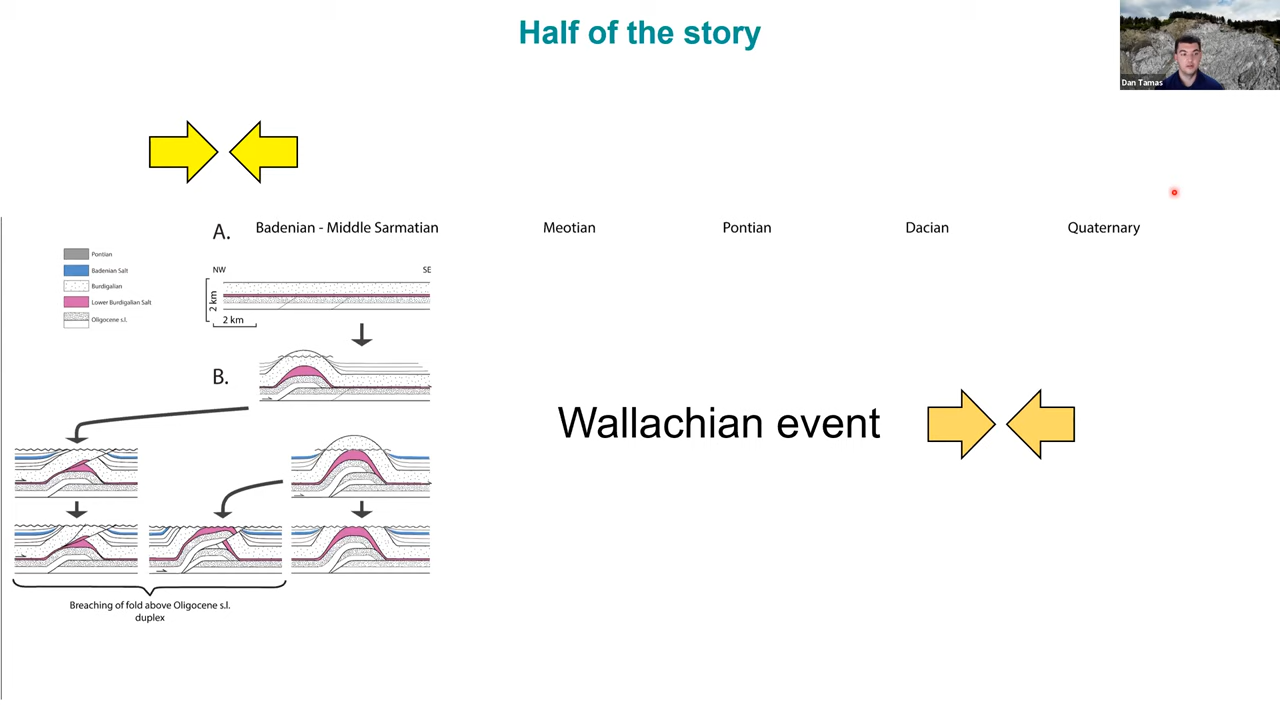 Half of the story
Dan Tamas
A.
Badenian - Middle Sarmatian
Meotian
Pontian
Dacian
Quaternary
Pontian
Badenian Salt
Burdigalian
Lower Burdigalian Salt
Oligocene s.l.
NW
SE
2 km
2 km
B.
Wallachian event
Breaching of fold above Oligocene s.l.
duplex